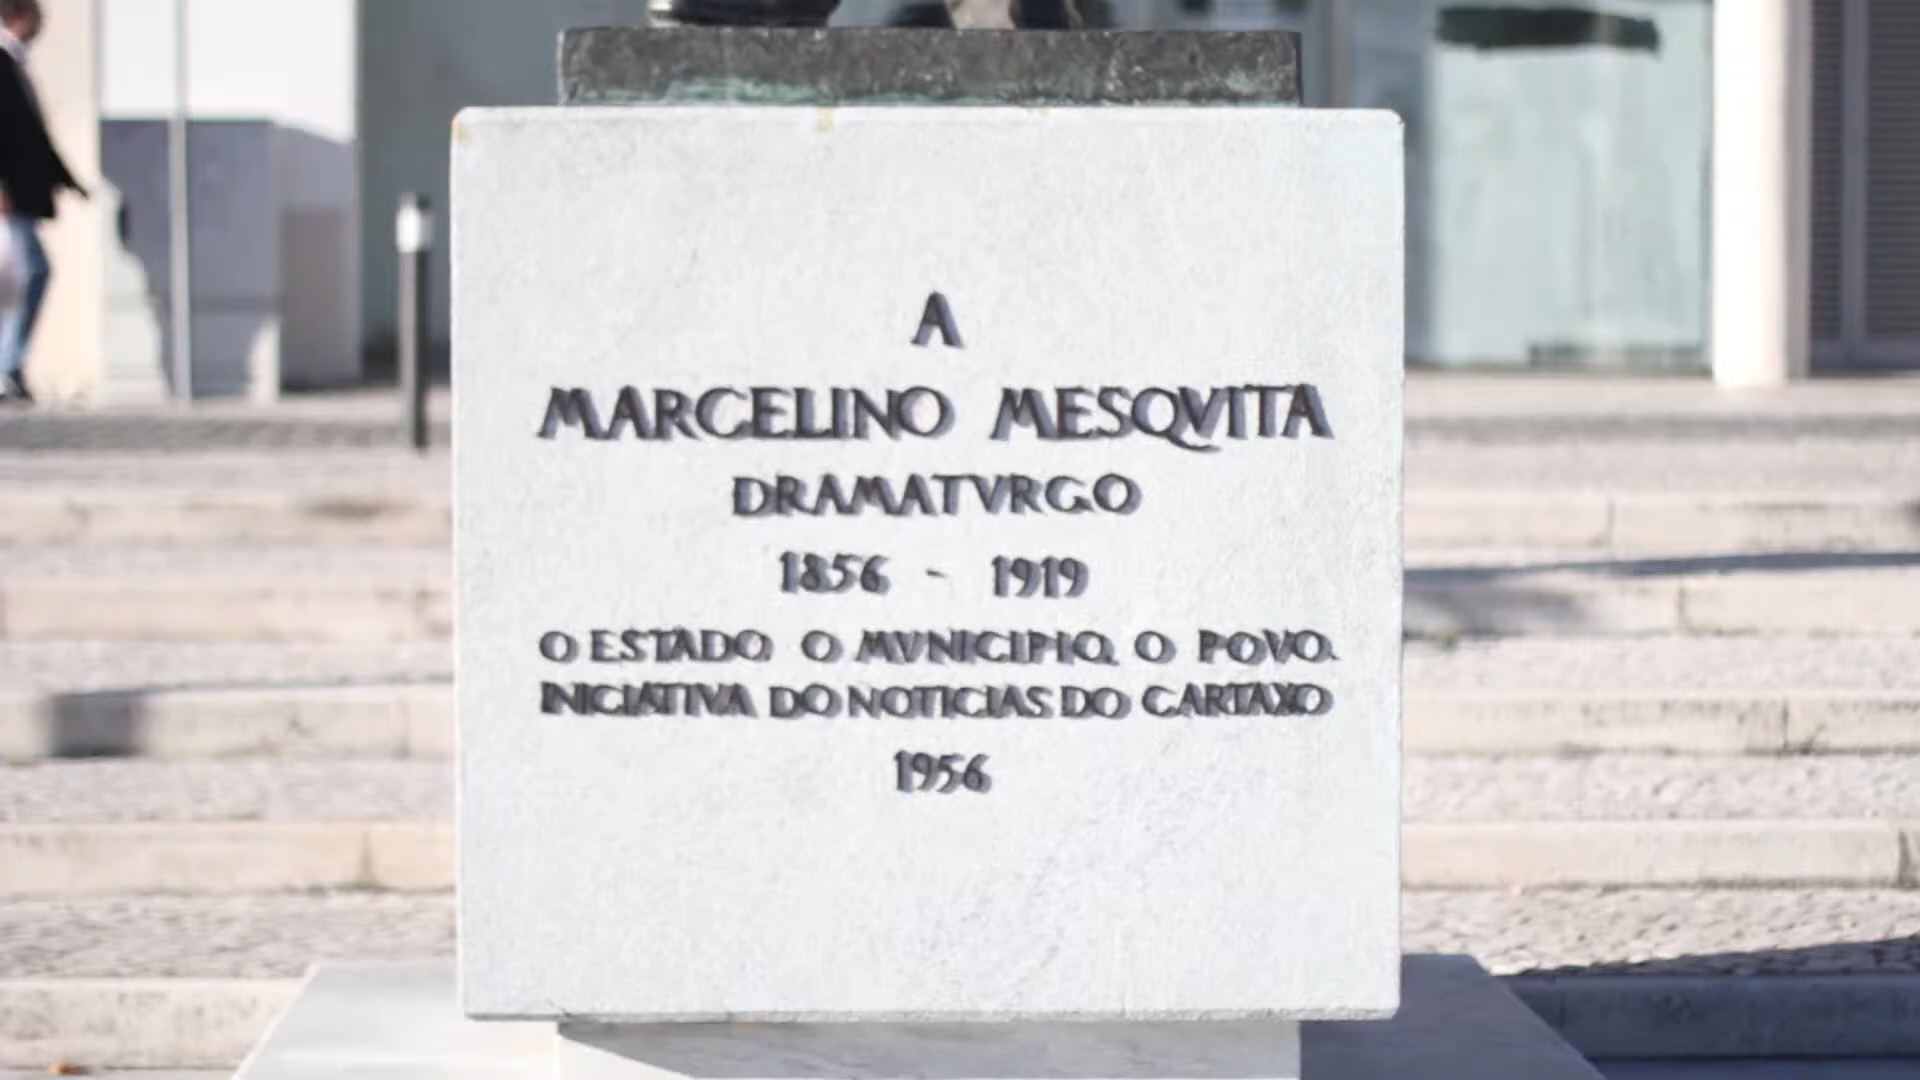 A
MARCELINO MESQVITA
DRAMATVRGO
1856 - 1919
O ESTADO, O MVNICIPIO, O POVO.
INICIATIVA DO NOTICIAS DO CARTAXO
1956